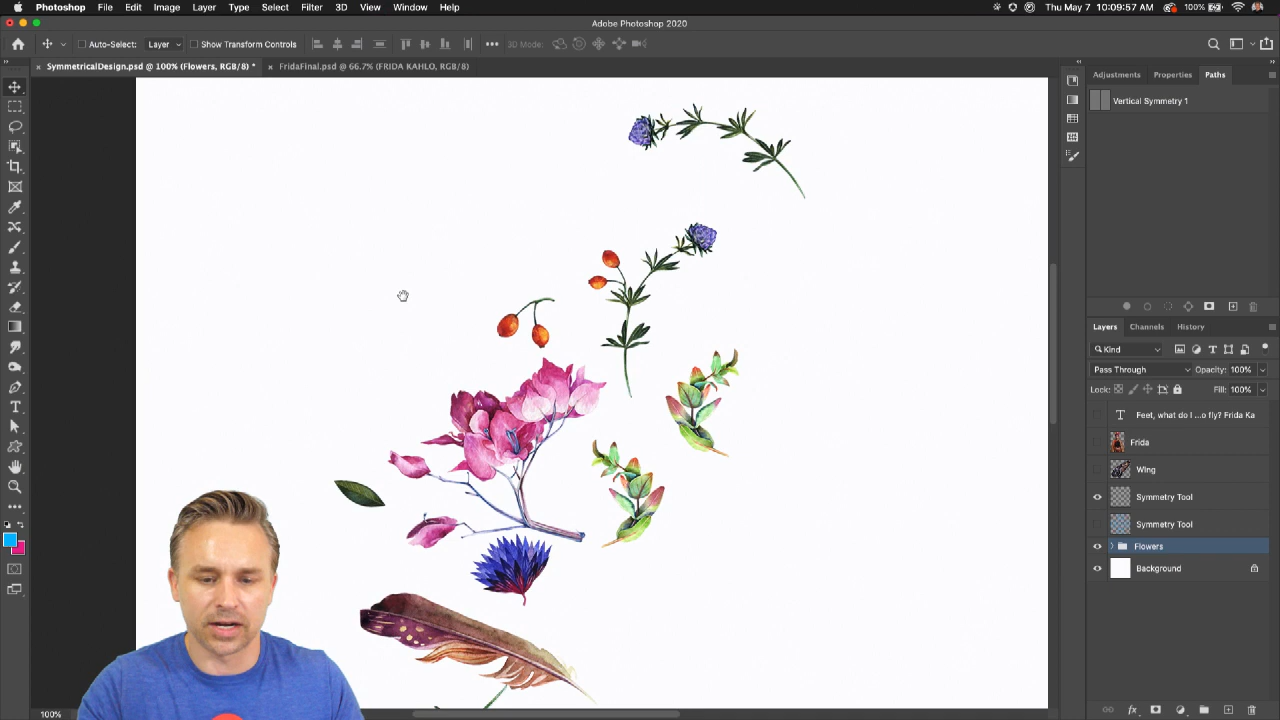 Photoshop File Edit Image Layer Type Select Filter 3D View Window Help 100% Thu May 7 10:09:57 AM
Adobe Photoshop 2020
Auto-Select: Layer Show Transform Controls 3D Mode:
SymmetricalDesign.psd @ 100% (Flowers, RGB/8) * FridaFinal.psd @ 66.7% (FRIDA KAHLO, RGB/8)
Adjustments Properties Paths
Vertical Symmetry 1
Layers Channels History
Kind
Pass Through Opacity: 100%
Lock: Fill: 100%
Feel, what do I ...o fly? Frida Ka
Frida
Wing
Symmetry Tool
Symmetry Tool
Flowers
Background
100%